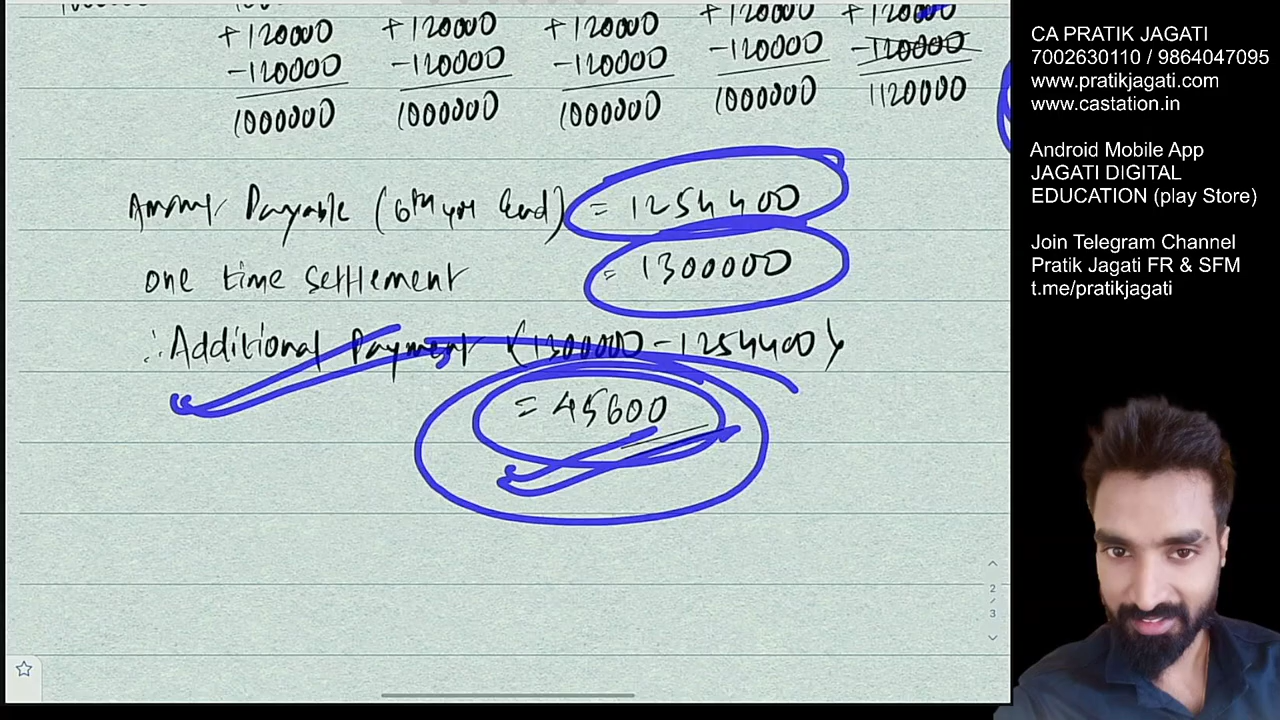 +120000 +120000 +120000 +120000 +120000
-120000 -120000 -120000 -120000 -120000
1000000 1000000 1000000 1000000 1120000
Amount Payable (6th yr End) = 1254400
one time settlement = 1300000
∴ Additional Payment (1300000 - 1254400)
= 45600
2
/
3
CA PRATIK JAGATI
7002630110 / 9864047095
www.pratikjagati.com
www.castation.in
Android Mobile App
JAGATI DIGITAL
EDUCATION (play Store)
Join Telegram Channel
Pratik Jagati FR & SFM
t.me/pratikjagati